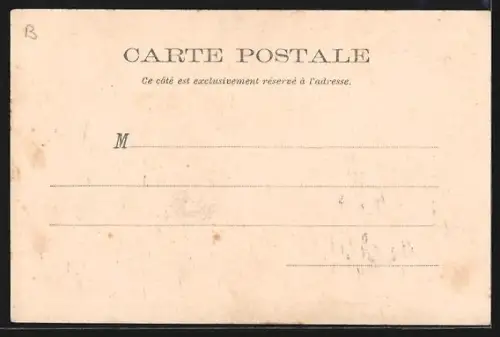 B
CARTE POSTALE
Ce côté est exclusivement réservé à l'adresse.
M